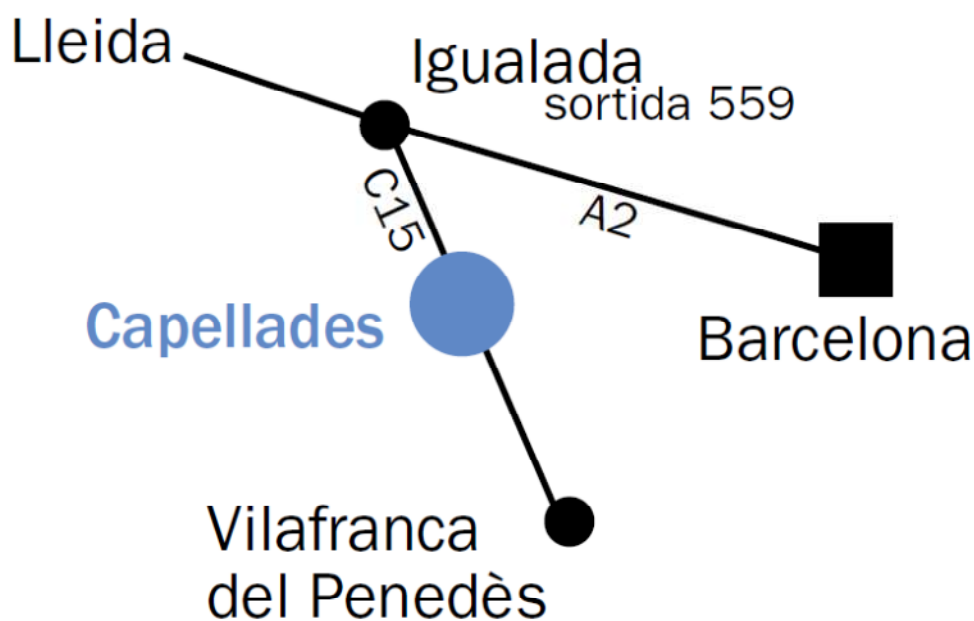 Lleida
Igualada
sortida 559
C15
A2
Capellades
Barcelona
Vilafranca
del Penedès